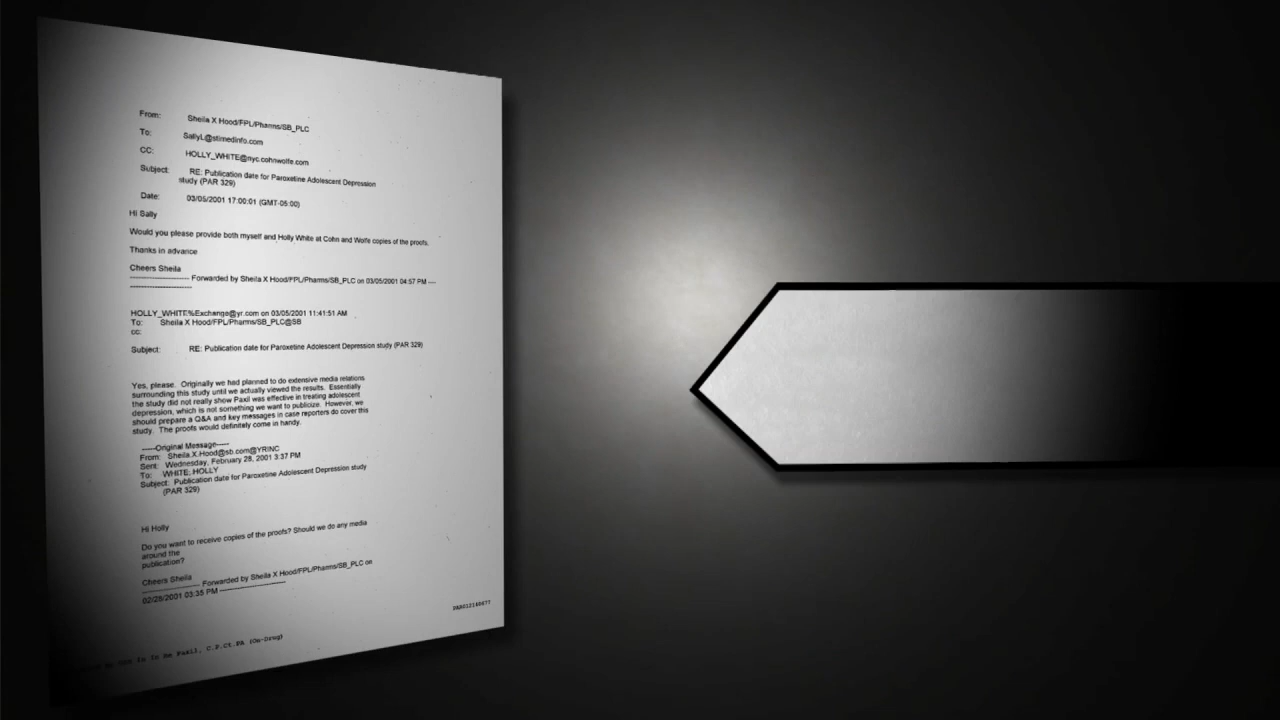 From: Sheila X Hood/FPL/Pharms/SB_PLC
To: SallyL@stimedinfo.com
CC: HOLLY_WHITE@nyc.cohnwolfe.com
Subject: RE: Publication date for Paroxetine Adolescent Depression
study (PAR 329)
Date: 03/05/2001 17:00:01 (GMT-05:00)
Hi Sally
Would you please provide both myself and Holly White at Cohn and Wolfe copies of the proofs.
Thanks in advance
Cheers Sheila
-------------------- Forwarded by Sheila X Hood/FPL/Pharms/SB_PLC on 03/05/2001 04:57 PM ---
---------------------
HOLLY_WHITE%Exchange@yr.com on 03/05/2001 11:41:51 AM
To: Sheila X Hood/FPL/Pharms/SB_PLC@SB
cc:
Subject: RE: Publication date for Paroxetine Adolescent Depression study (PAR 329)
Yes, please. Originally we had planned to do extensive media relations
surrounding this study until we actually viewed the results. Essentially
the study did not really show Paxil was effective in treating adolescent
depression, which is not something we want to publicize. However, we
should prepare a Q&A and key messages in case reporters do cover this
study. The proofs would definitely come in handy.
-----Original Message-----
From: Sheila.X.Hood@sb.com@YRINC
Sent: Wednesday, February 28, 2001 3:37 PM
To: WHITE; HOLLY
Subject: Publication date for Paroxetine Adolescent Depression study
(PAR 329)
Hi Holly
Do you want to receive copies of the proofs? Should we do any media
around the
publication?
Cheers Sheila
-------------------- Forwarded by Sheila X Hood/FPL/Pharms/SB_PLC on
02/28/2001 03:35 PM ---------------------
In Re Paxil, C.P.Ct.PA (On-Drug)